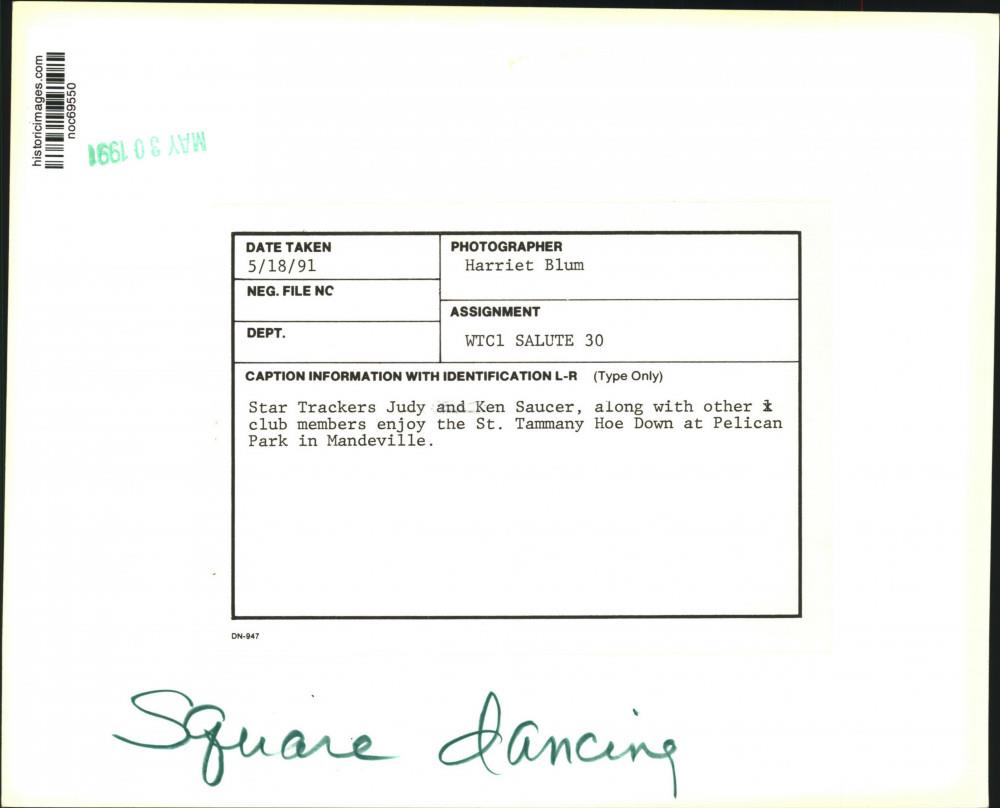 historicimages.com
noc69550
MAY 30 1991
DATE TAKEN
5/18/91
PHOTOGRAPHER
Harriet Blum
NEG. FILE NO
ASSIGNMENT
WTC1 SALUTE 30
DEPT.
CAPTION INFORMATION WITH IDENTIFICATION L-R (Type Only)
Star Trackers Judy and Ken Saucer, along with other
club members enjoy the St. Tammany Hoe Down at Pelican
Park in Mandeville.
DN-947
Square dancing